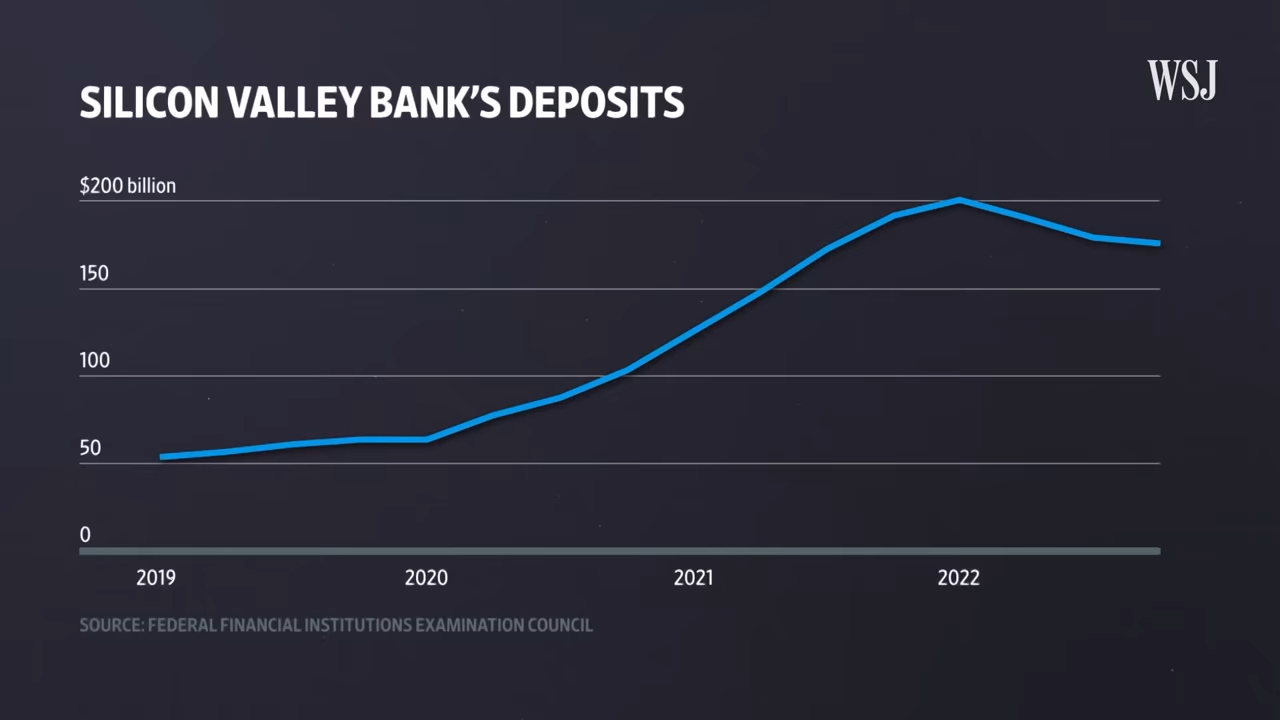 WSJ
SILICON VALLEY BANK'S DEPOSITS
$200 billion
150
100
50
0
2019 2020 2021 2022
SOURCE: FEDERAL FINANCIAL INSTITUTIONS EXAMINATION COUNCIL